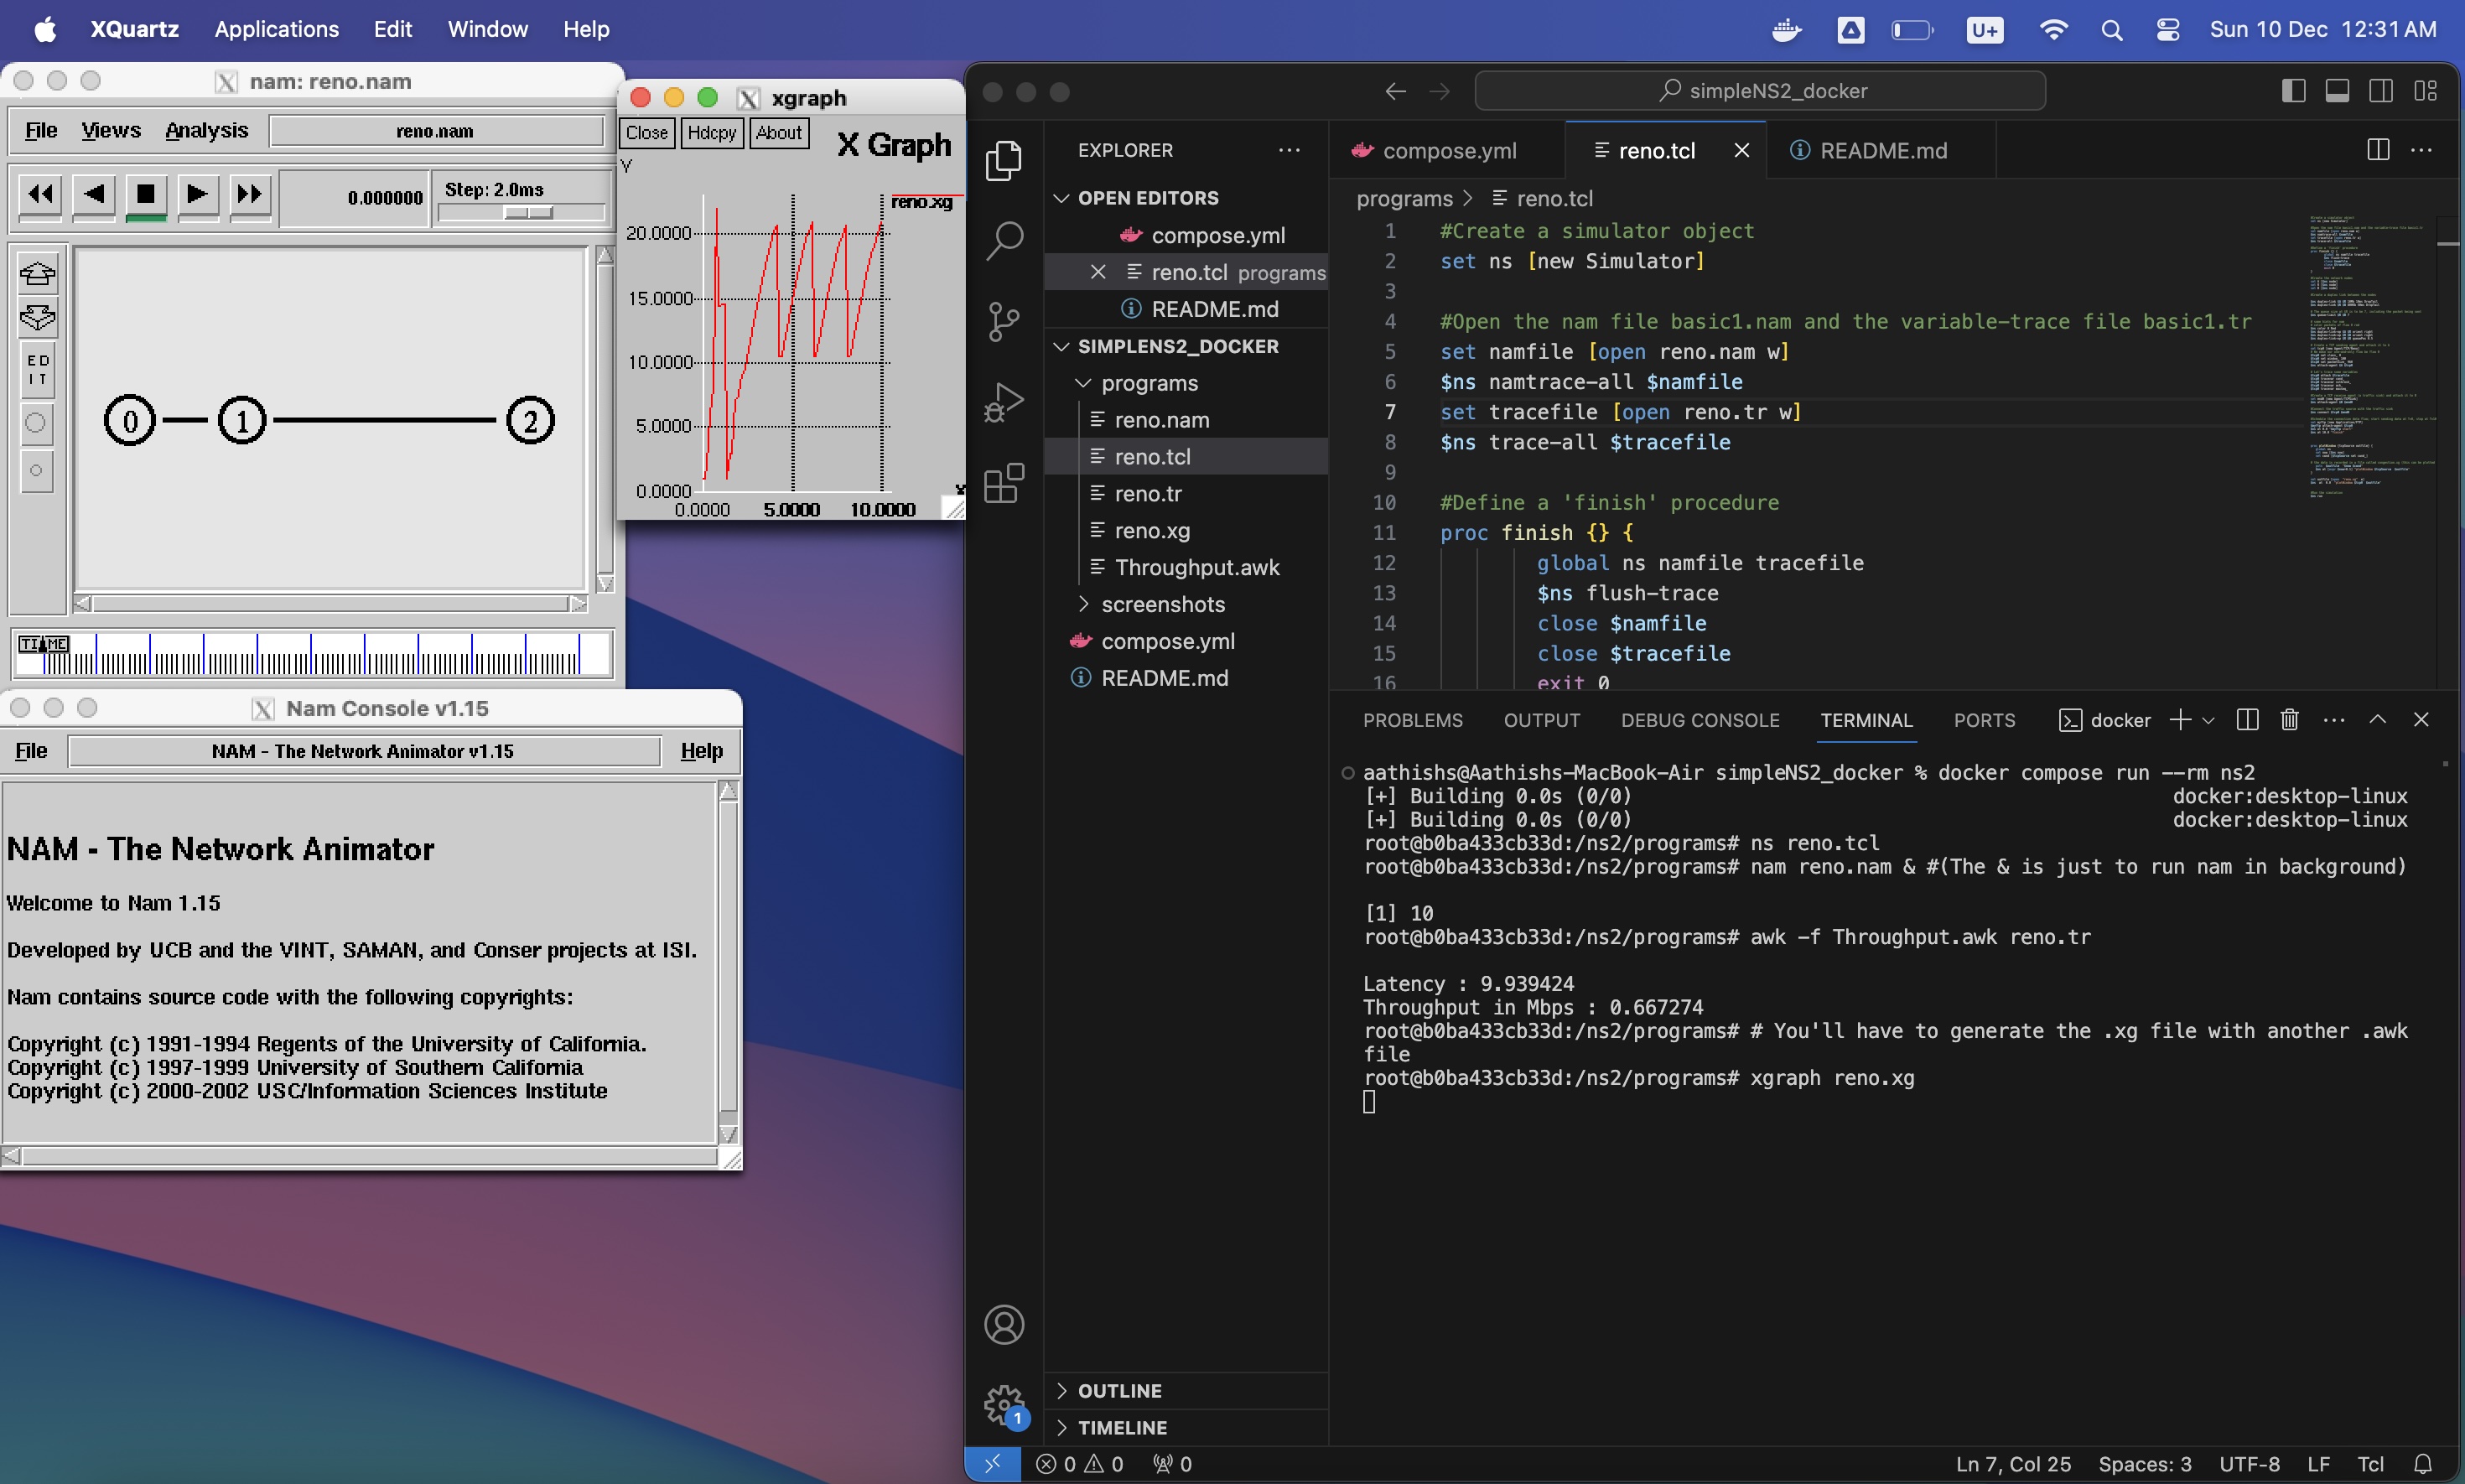 XQuartz Applications Edit Window Help
U+ Sun 10 Dec 12:31 AM
nam: reno.nam
File Views Analysis reno.nam
0.000000 Step: 2.0ms
ED
IT
0 1 2
TIME
xgraph
Close Hdcpy About X Graph
Y
reno.xg
20.0000
15.0000
10.0000
5.0000
0.0000
X
0.0000 5.0000 10.0000
Nam Console v1.15
File NAM - The Network Animator v1.15 Help
NAM - The Network Animator
Welcome to Nam 1.15
Developed by UCB and the VINT, SAMAN, and Conser projects at ISI.
Nam contains source code with the following copyrights:
Copyright (c) 1991-1994 Regents of the University of California.
Copyright (c) 1997-1999 University of Southern California
Copyright (c) 2000-2002 USC/Information Sciences Institute
simpleNS2_docker
EXPLORER
OPEN EDITORS
compose.yml
reno.tcl programs
README.md
SIMPLENS2_DOCKER
programs
reno.nam
reno.tcl
reno.tr
reno.xg
Throughput.awk
screenshots
compose.yml
README.md
OUTLINE
TIMELINE
1
compose.yml reno.tcl README.md
programs > reno.tcl
1 #Create a simulator object
2 set ns [new Simulator]
3
4 #Open the nam file basic1.nam and the variable-trace file basic1.tr
5 set namfile [open reno.nam w]
6 $ns namtrace-all $namfile
7 set tracefile [open reno.tr w]
8 $ns trace-all $tracefile
9
10 #Define a 'finish' procedure
11 proc finish {} {
12 global ns namfile tracefile
13 $ns flush-trace
14 close $namfile
15 close $tracefile
16 exit 0
PROBLEMS OUTPUT DEBUG CONSOLE TERMINAL PORTS docker
aathishs@Aathishs-MacBook-Air simpleNS2_docker % docker compose run --rm ns2
[+] Building 0.0s (0/0) docker:desktop-linux
[+] Building 0.0s (0/0) docker:desktop-linux
root@b0ba433cb33d:/ns2/programs# ns reno.tcl
root@b0ba433cb33d:/ns2/programs# nam reno.nam & #(The & is just to run nam in background)
[1] 10
root@b0ba433cb33d:/ns2/programs# awk -f Throughput.awk reno.tr
Latency : 9.939424
Throughput in Mbps : 0.667274
root@b0ba433cb33d:/ns2/programs# # You'll have to generate the .xg file with another .awk
file
root@b0ba433cb33d:/ns2/programs# xgraph reno.xg
0 0 0 Ln 7, Col 25 Spaces: 3 UTF-8 LF Tcl